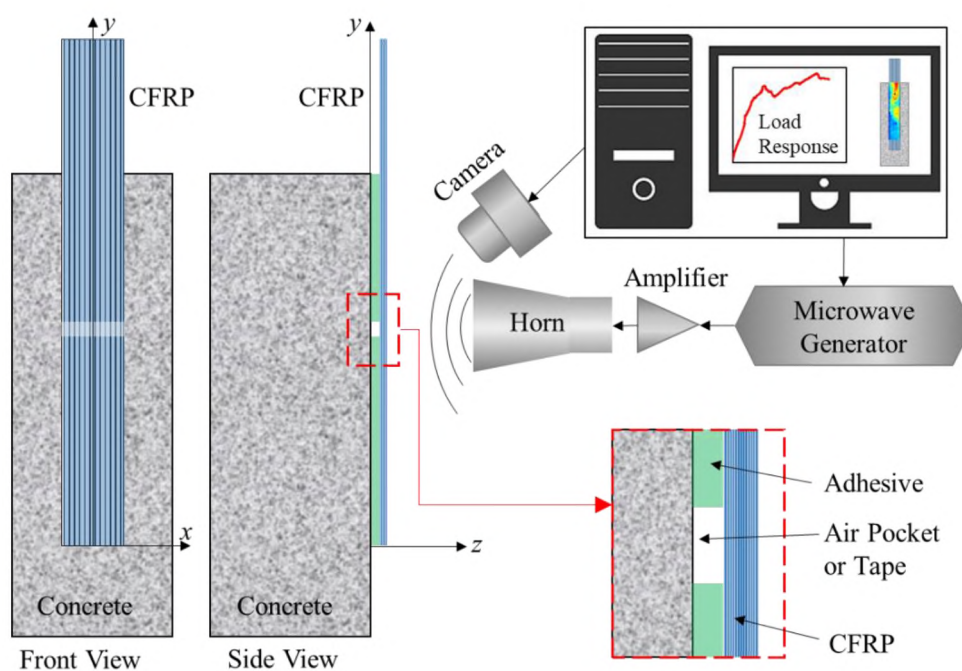 y
CFRP
x
Concrete
Front View
y
CFRP
z
Concrete
Side View
Camera
Load
Response
Horn
Amplifier
Microwave
Generator
Adhesive
Air Pocket
or Tape
CFRP